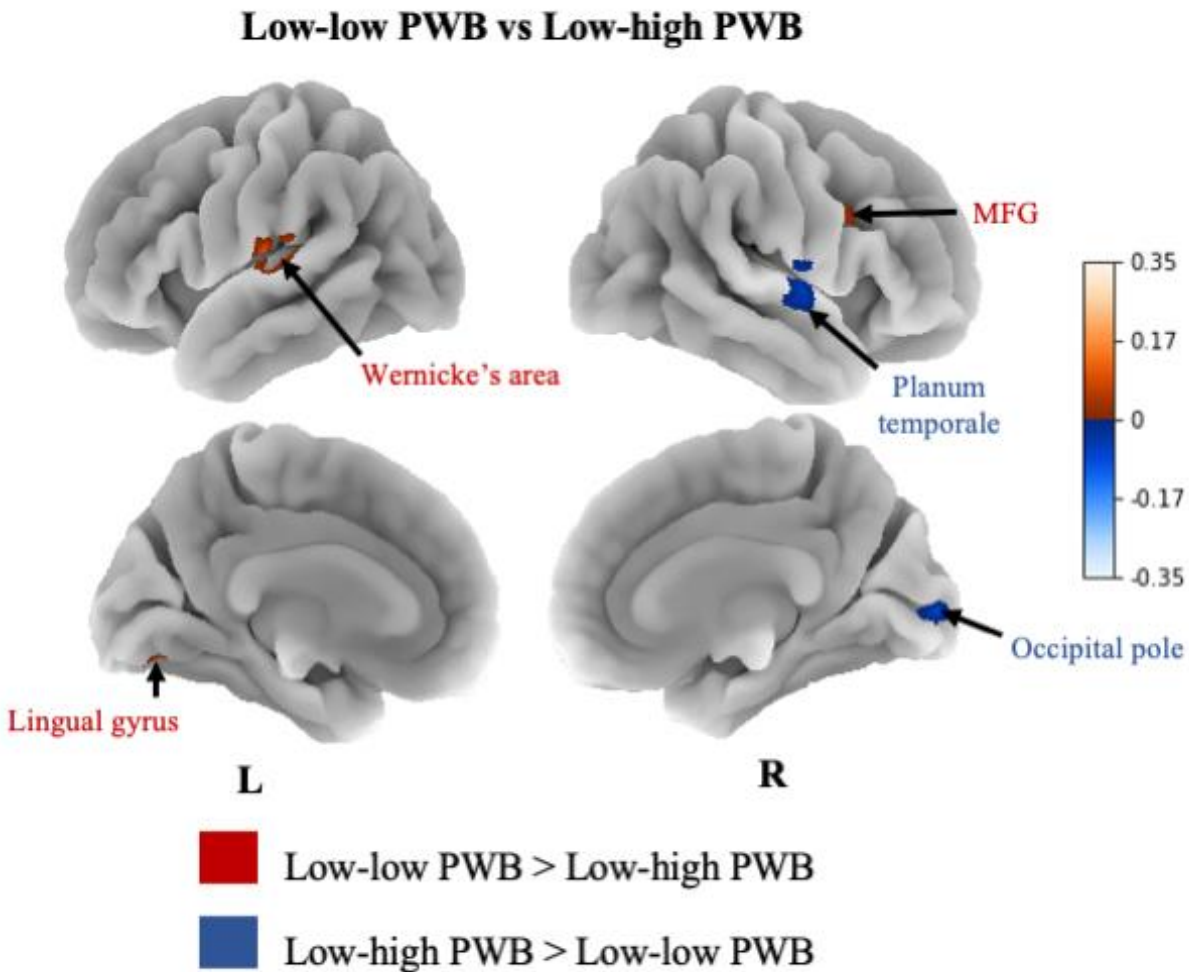 Low-low PWB vs Low-high PWB
MFG
Wernicke’s area
Planum
temporale
0.35
0.17
0
-0.17
-0.35
Occipital pole
Lingual gyrus
L
R
Low-low PWB > Low-high PWB
Low-high PWB > Low-low PWB